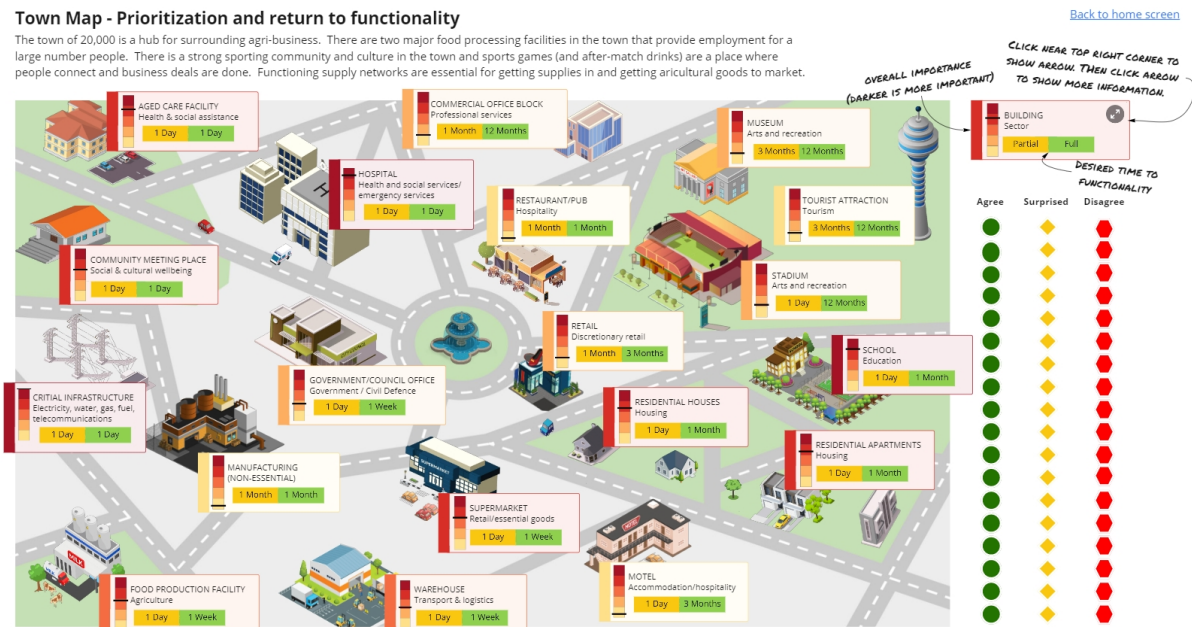 Town Map - Prioritization and return to functionality
Back to home screen
The town of 20,000 is a hub for surrounding agri-business. There are two major food processing facilities in the town that provide employment for a
large number people. There is a strong sporting community and culture in the town and sports games (and after-match drinks) are a place where
people connect and business deals are done. Functioning supply networks are essential for getting supplies in and getting aricultural goods to market.
OVERALL IMPORTANCE
(DARKER IS MORE IMPORTANT)
CLICK NEAR TOP RIGHT CORNER TO
SHOW ARROW. THEN CLICK ARROW
TO SHOW MORE INFORMATION.
BUILDING
Sector
Partial Full
DESIRED TIME TO
FUNCTIONALITY
Agree Surprised Disagree
AGED CARE FACILITY
Health & social assistance
1 Day 1 Day
COMMERCIAL OFFICE BLOCK
Professional services
1 Month 12 Months
MUSEUM
Arts and recreation
3 Months 12 Months
H
HOSPITAL
Health and social services/
emergency services
1 Day 1 Day
RESTAURANT/PUB
Hospitality
1 Month 1 Month
TOURIST ATTRACTION
Tourism
3 Months 12 Months
COMMUNITY MEETING PLACE
Social & cultural wellbeing
1 Day 1 Day
STADIUM
Arts and recreation
1 Day 12 Months
RETAIL
Discretionary retail
1 Month 3 Months
SCHOOL
Education
1 Day 1 Month
GOVERNMENT/COUNCIL OFFICE
Government / Civil Defence
1 Day 1 Week
CRITIAL INFRASTRUCTURE
Electricity, water, gas, fuel,
telecommunications
1 Day 1 Day
RESIDENTIAL HOUSES
Housing
1 Day 1 Month
RESIDENTIAL APARTMENTS
Housing
1 Day 1 Month
MANUFACTURING
(NON-ESSENTIAL)
1 Month 1 Month
SUPERMARKET
SUPERMARKET
Retail/essential goods
1 Day 1 Week
MOTEL
MILK
FOOD PRODUCTION FACILITY
Agriculture
1 Day 1 Week
WAREHOUSE
Transport & logistics
1 Day 1 Week
MOTEL
Accommodation/hospitality
1 Day 3 Months